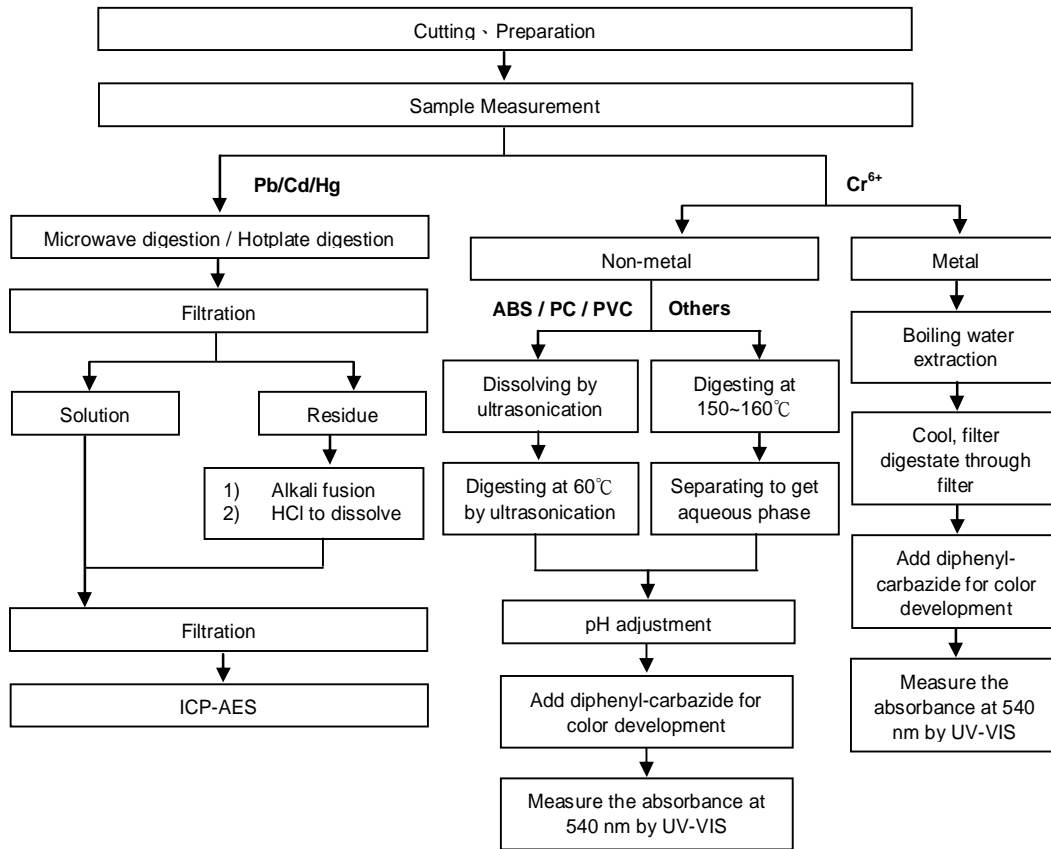 Cutting、Preparation
Sample Measurement
Pb/Cd/Hg
Cr6+
Microwave digestion / Hotplate digestion
Non-metal
Metal
Filtration
ABS / PC / PVC
Others
Boiling water
extraction
Solution
Residue
Dissolving by
ultrasonication
Digesting at
150~160℃
Cool, filter
digestate through
filter
1) Alkali fusion
2) HCl to dissolve
Digesting at 60℃
by ultrasonication
Separating to get
aqueous phase
Add diphenyl-
carbazide for color
development
Filtration
pH adjustment
ICP-AES
Add diphenyl-carbazide for
color development
Measure the
absorbance at 540
nm by UV-VIS
Measure the absorbance at
540 nm by UV-VIS